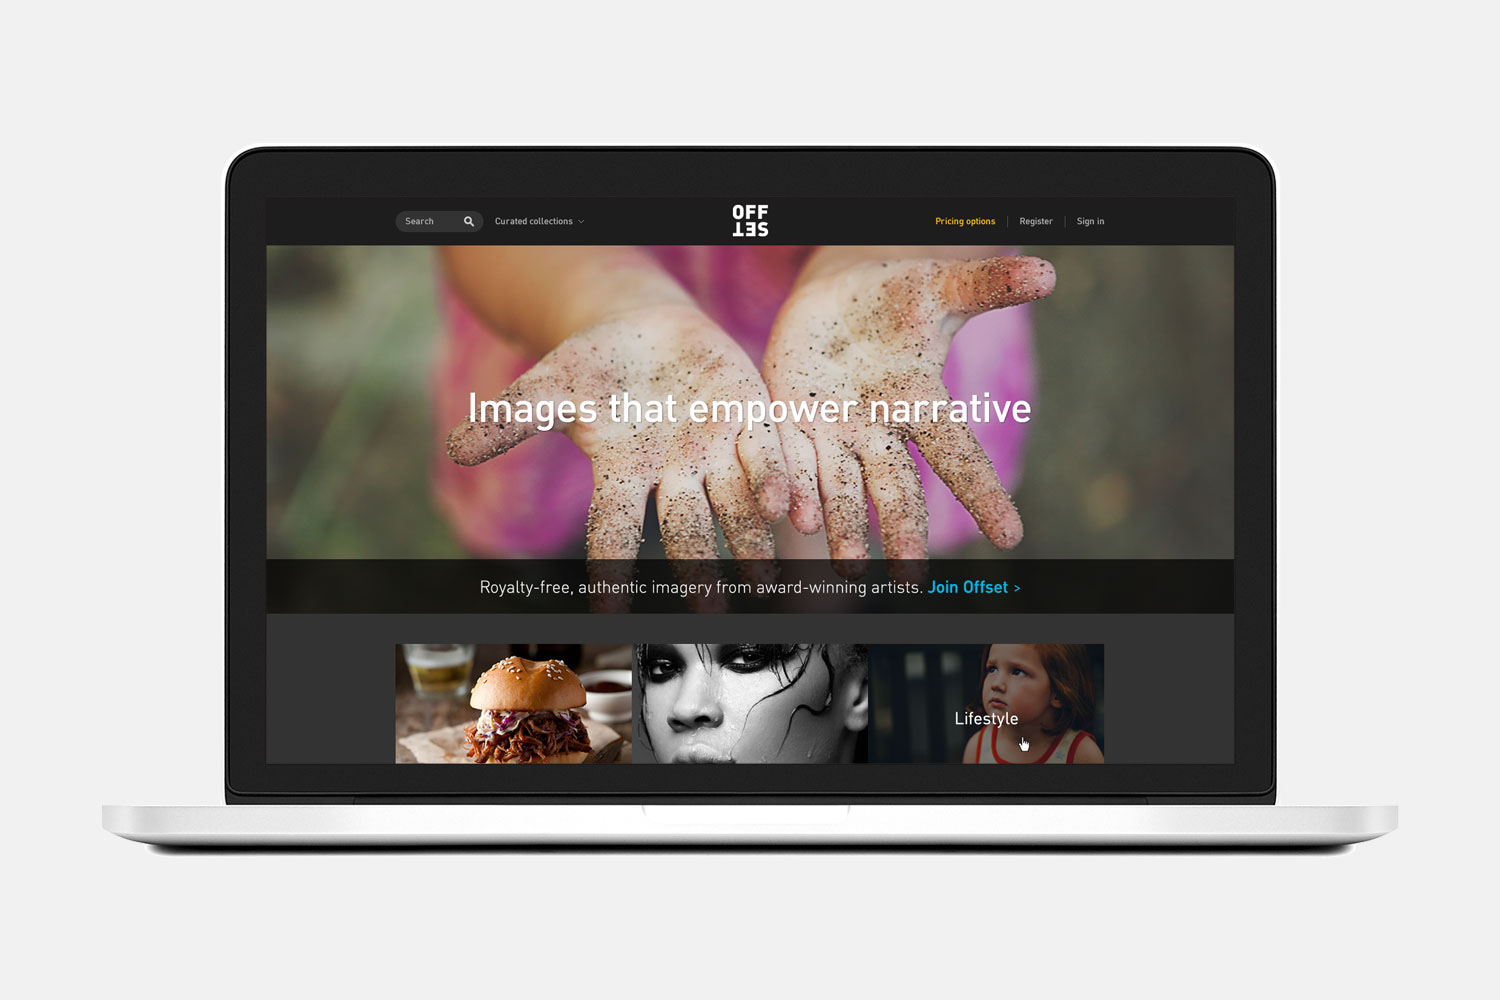 Search
Curated collections
OFF
SET
Pricing options
Register
Sign in
Images that empower narrative
Royalty-free, authentic imagery from award-winning artists. Join Offset >
Lifestyle